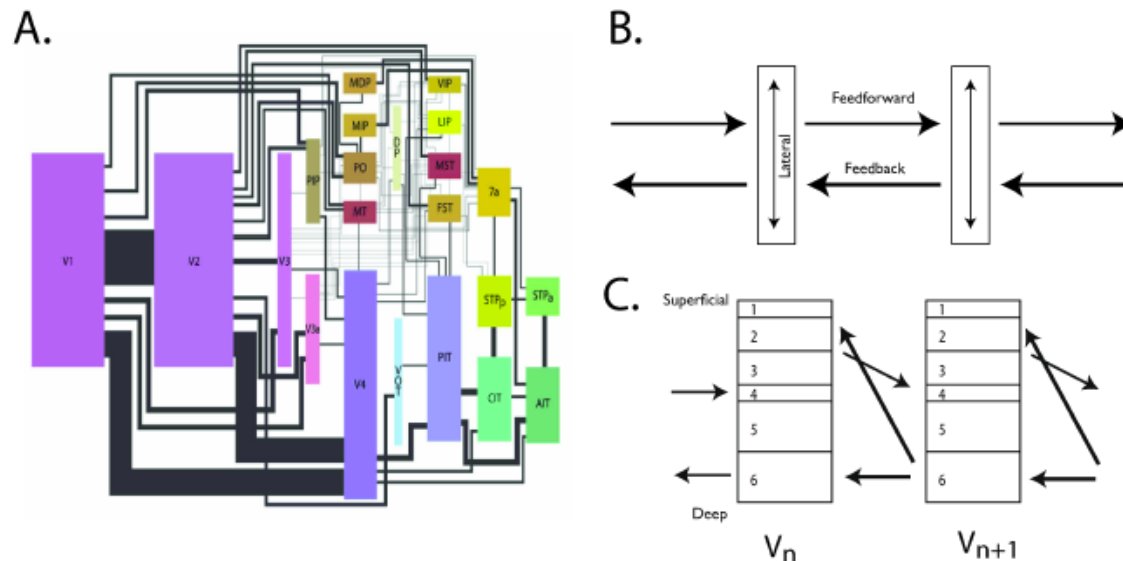 A.
V1
V2
V3
V3a
PIP
MDP
MIP
PO
MT
V4
DP
VOT
VIP
LIP
MST
FST
PIT
7a
STPp
CIT
STPa
AIT
B.
Feedforward
Lateral
Feedback
C.
Superficial
1
2
3
4
5
6
1
2
3
4
5
6
Deep
Vn
Vn+1